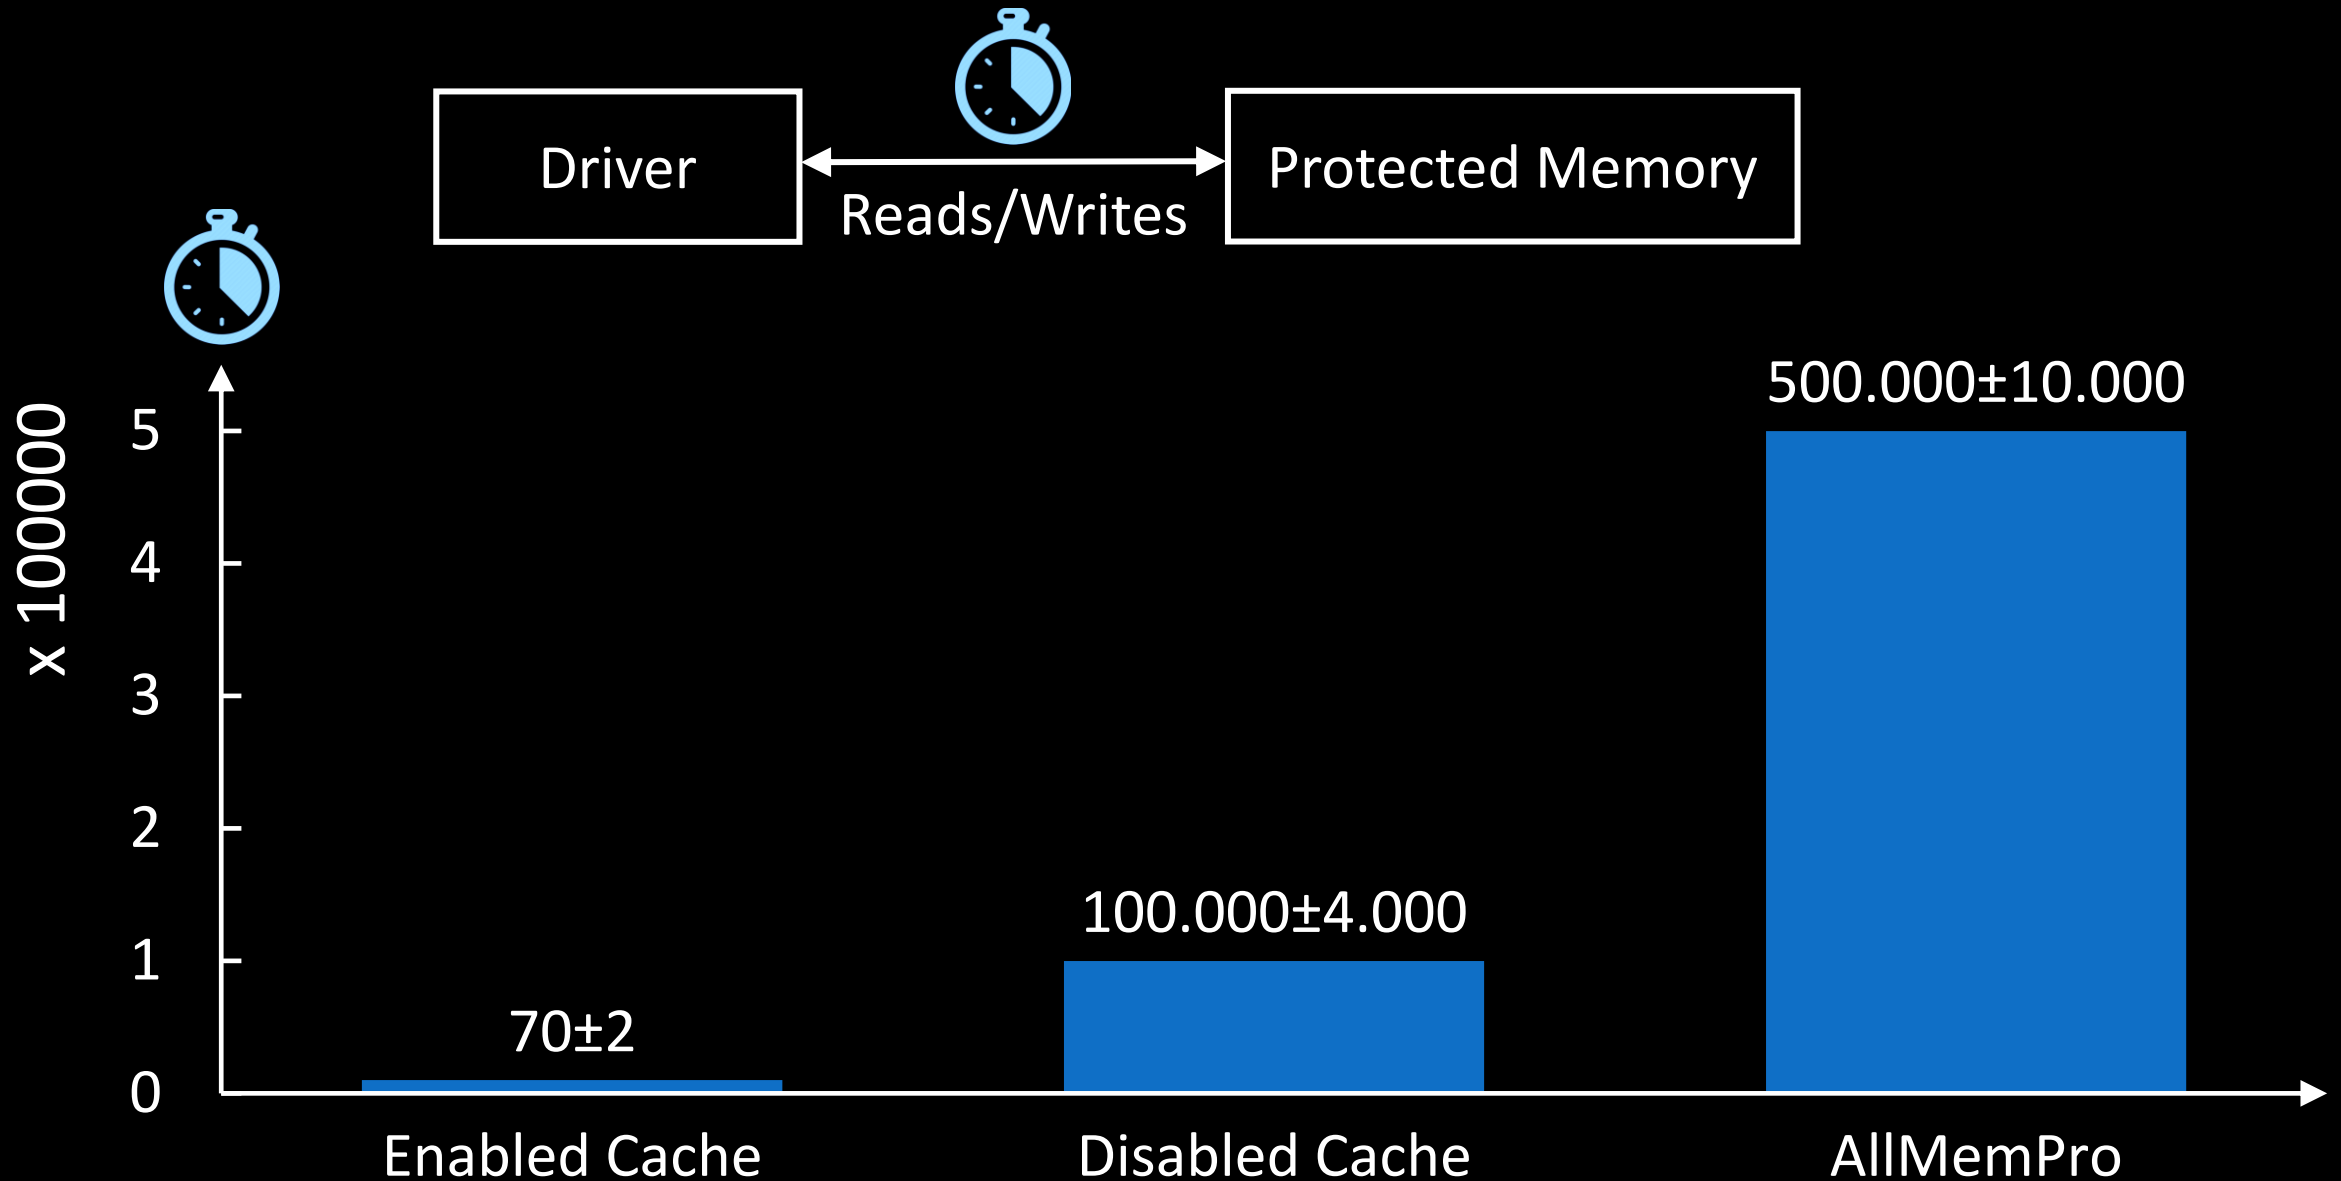 Driver
Reads/Writes
Protected Memory
x 100000
5
4
3
2
1
0
70±2
100.000±4.000
500.000±10.000
Enabled Cache
Disabled Cache
AllMemPro